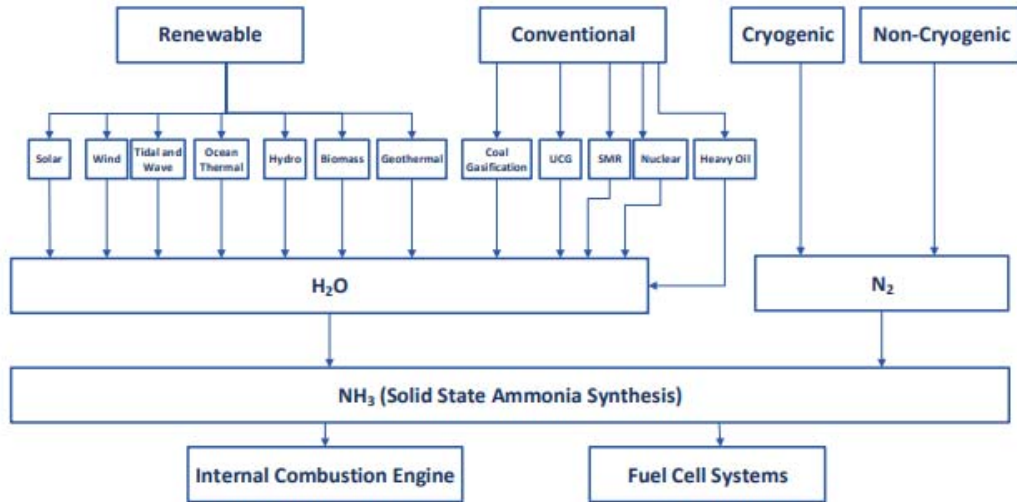 Renewable
Conventional
Cryogenic
Non-Cryogenic
Solar
Wind
Tidal and
Wave
Ocean
Thermal
Hydro
Biomass
Geothermal
Coal
Gasification
UCG
SMR
Nuclear
Heavy Oil
H₂O
N₂
NH₃ (Solid State Ammonia Synthesis)
Internal Combustion Engine
Fuel Cell Systems